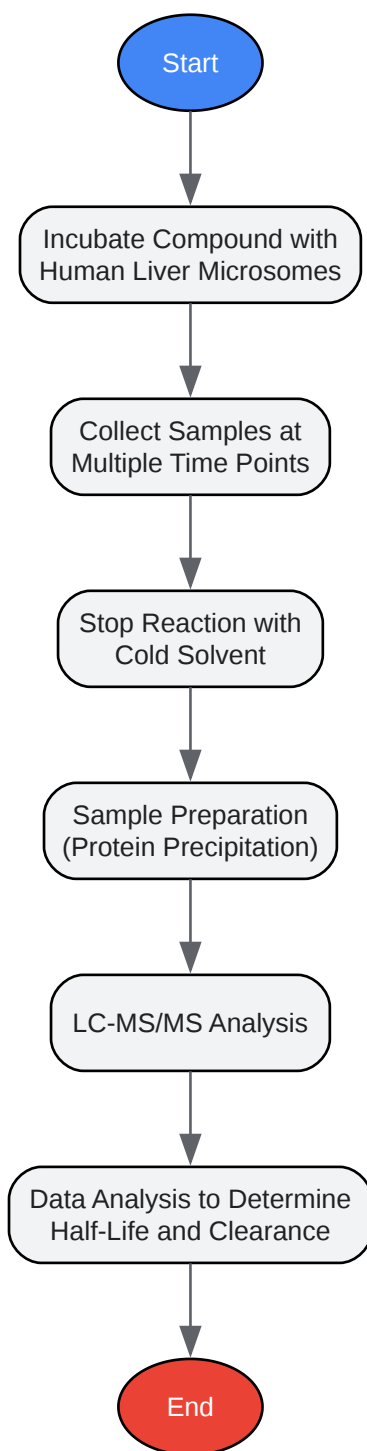 Start
Incubate Compound with
Human Liver Microsomes
Collect Samples at
Multiple Time Points
Stop Reaction with
Cold Solvent
Sample Preparation
(Protein Precipitation)
LC-MS/MS Analysis
Data Analysis to Determine
Half-Life and Clearance
End